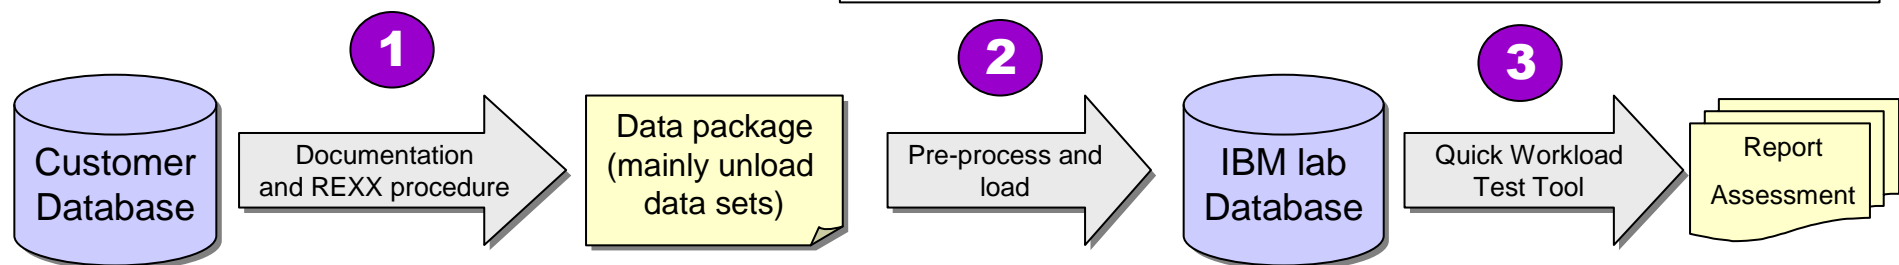 1
2
3
Customer
Database
Documentation
and REXX procedure
Data package
(mainly unload
data sets)
Pre-process and
load
IBM lab
Database
Quick Workload
Test Tool
Report
Assessment